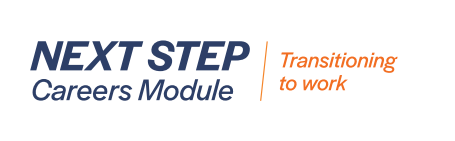 NEXT STEP
Careers Module
Transitioning
to work